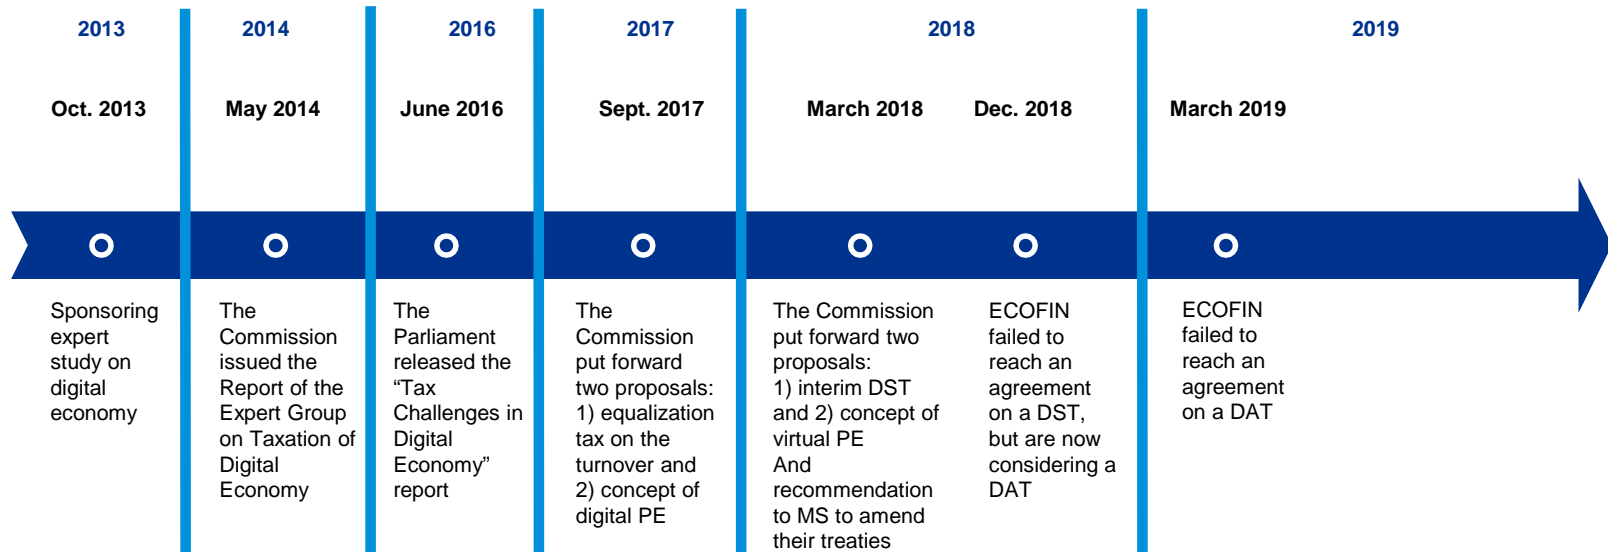 2013
2014
2016
2017
2018
2019
Oct. 2013
May 2014
June 2016
Sept. 2017
March 2018
Dec. 2018
March 2019
Sponsoring
expert
study on
digital
economy
The
Commission
issued the
Report of the
Expert Group
on Taxation of
Digital
Economy
The
Parliament
released the
“Tax
Challenges in
Digital
Economy”
report
The
Commission
put forward
two proposals:
1) equalization
tax on the
turnover and
2) concept of
digital PE
The Commission
put forward two
proposals:
1) interim DST
and 2) concept of
virtual PE
And
recommendation
to MS to amend
their treaties
ECOFIN
failed to
reach an
agreement
on a DST,
but are now
considering a
DAT
ECOFIN
failed to
reach an
agreement
on a DAT